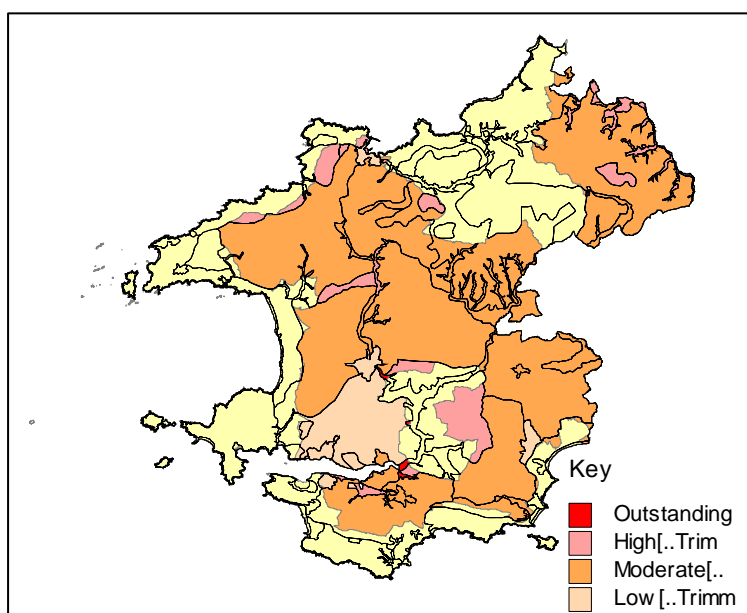 Key
Outstanding
High[..Trim
Moderate[..
Low [..Trimm